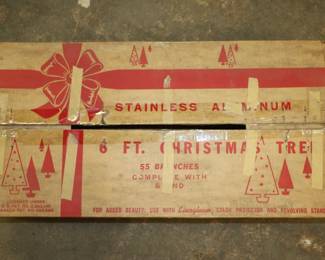 STAINLESS AL MINUM
6 FT. CHRISTMAS TRE
55 BRANCHES
COMPLETE WITH
STAND
FOR ADDED BEAUTY, USE WITH Evergleam COLOR PROJECTOR AND REVOLVING STAND